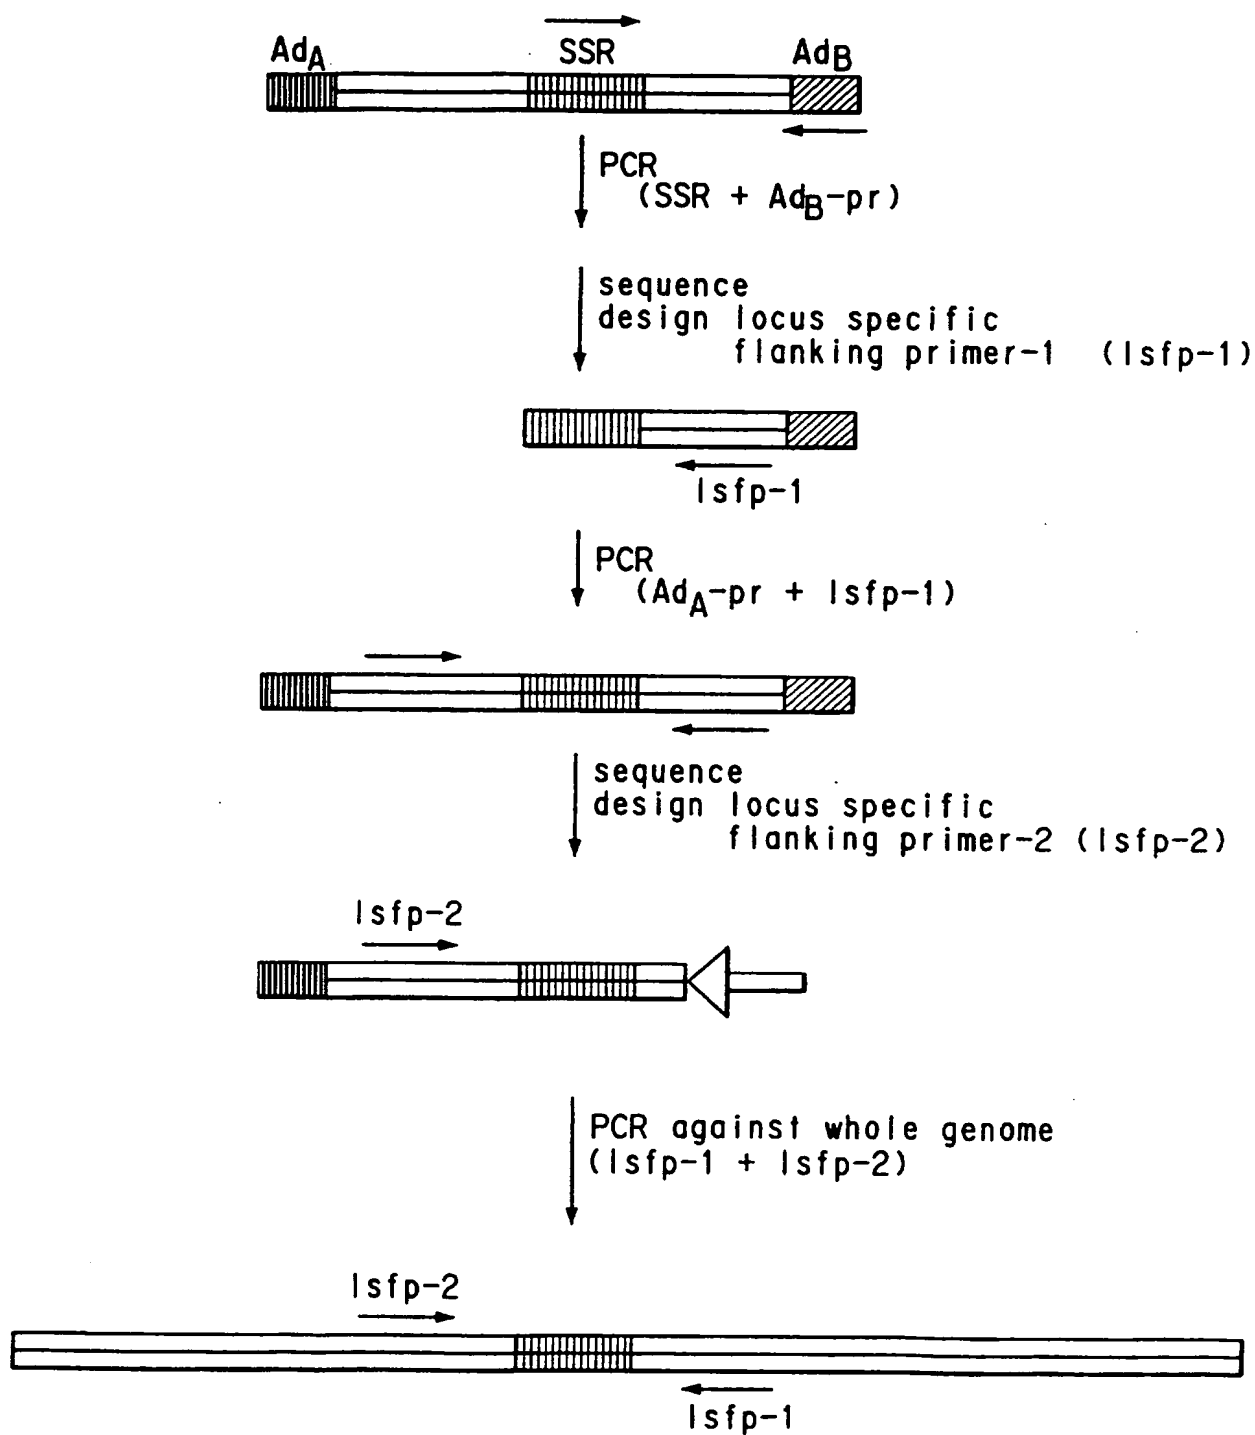 AdA SSR AdB
PCR
(SSR + AdB-pr)
sequence
design locus specific
flanking primer-1 (lsfp-1)
lsfp-1
PCR
(AdA-pr + lsfp-1)
sequence
design locus specific
flanking primer-2 (lsfp-2)
lsfp-2
PCR against whole genome
(lsfp-1 + lsfp-2)
lsfp-2
lsfp-1